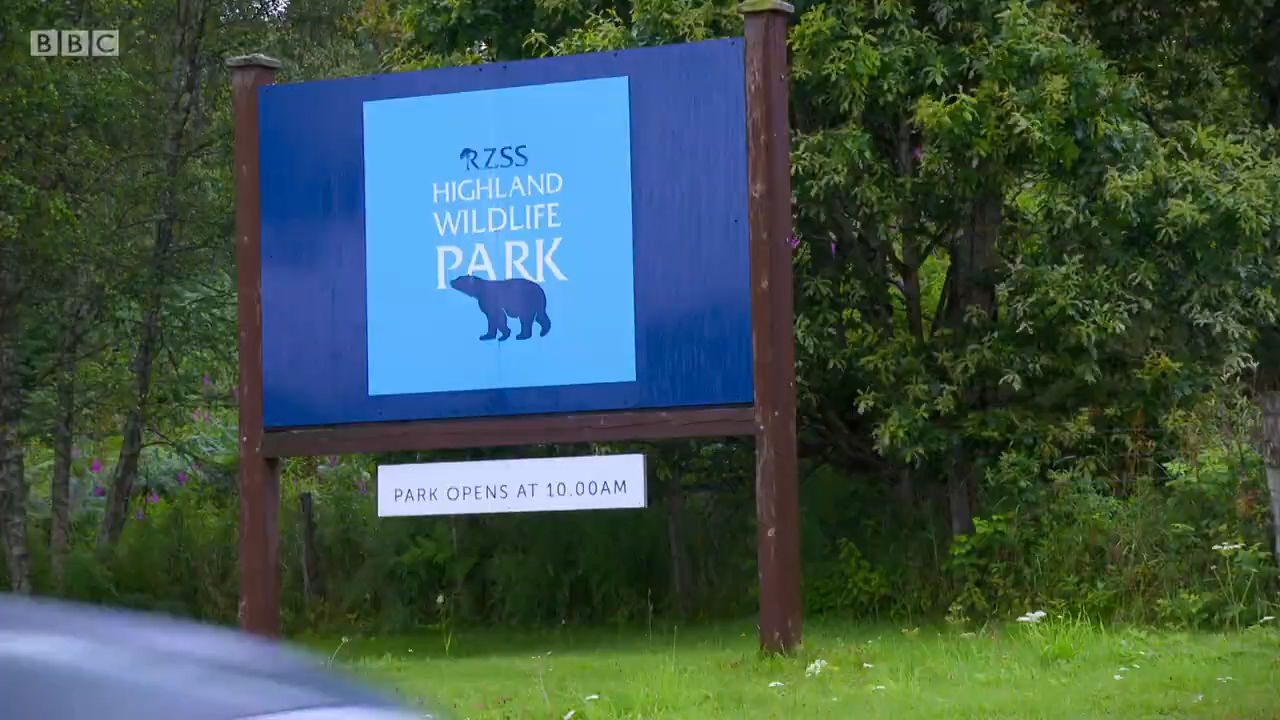 BBC
RZSS
HIGHLAND
WILDLIFE
PARK
PARK OPENS AT 10.00AM